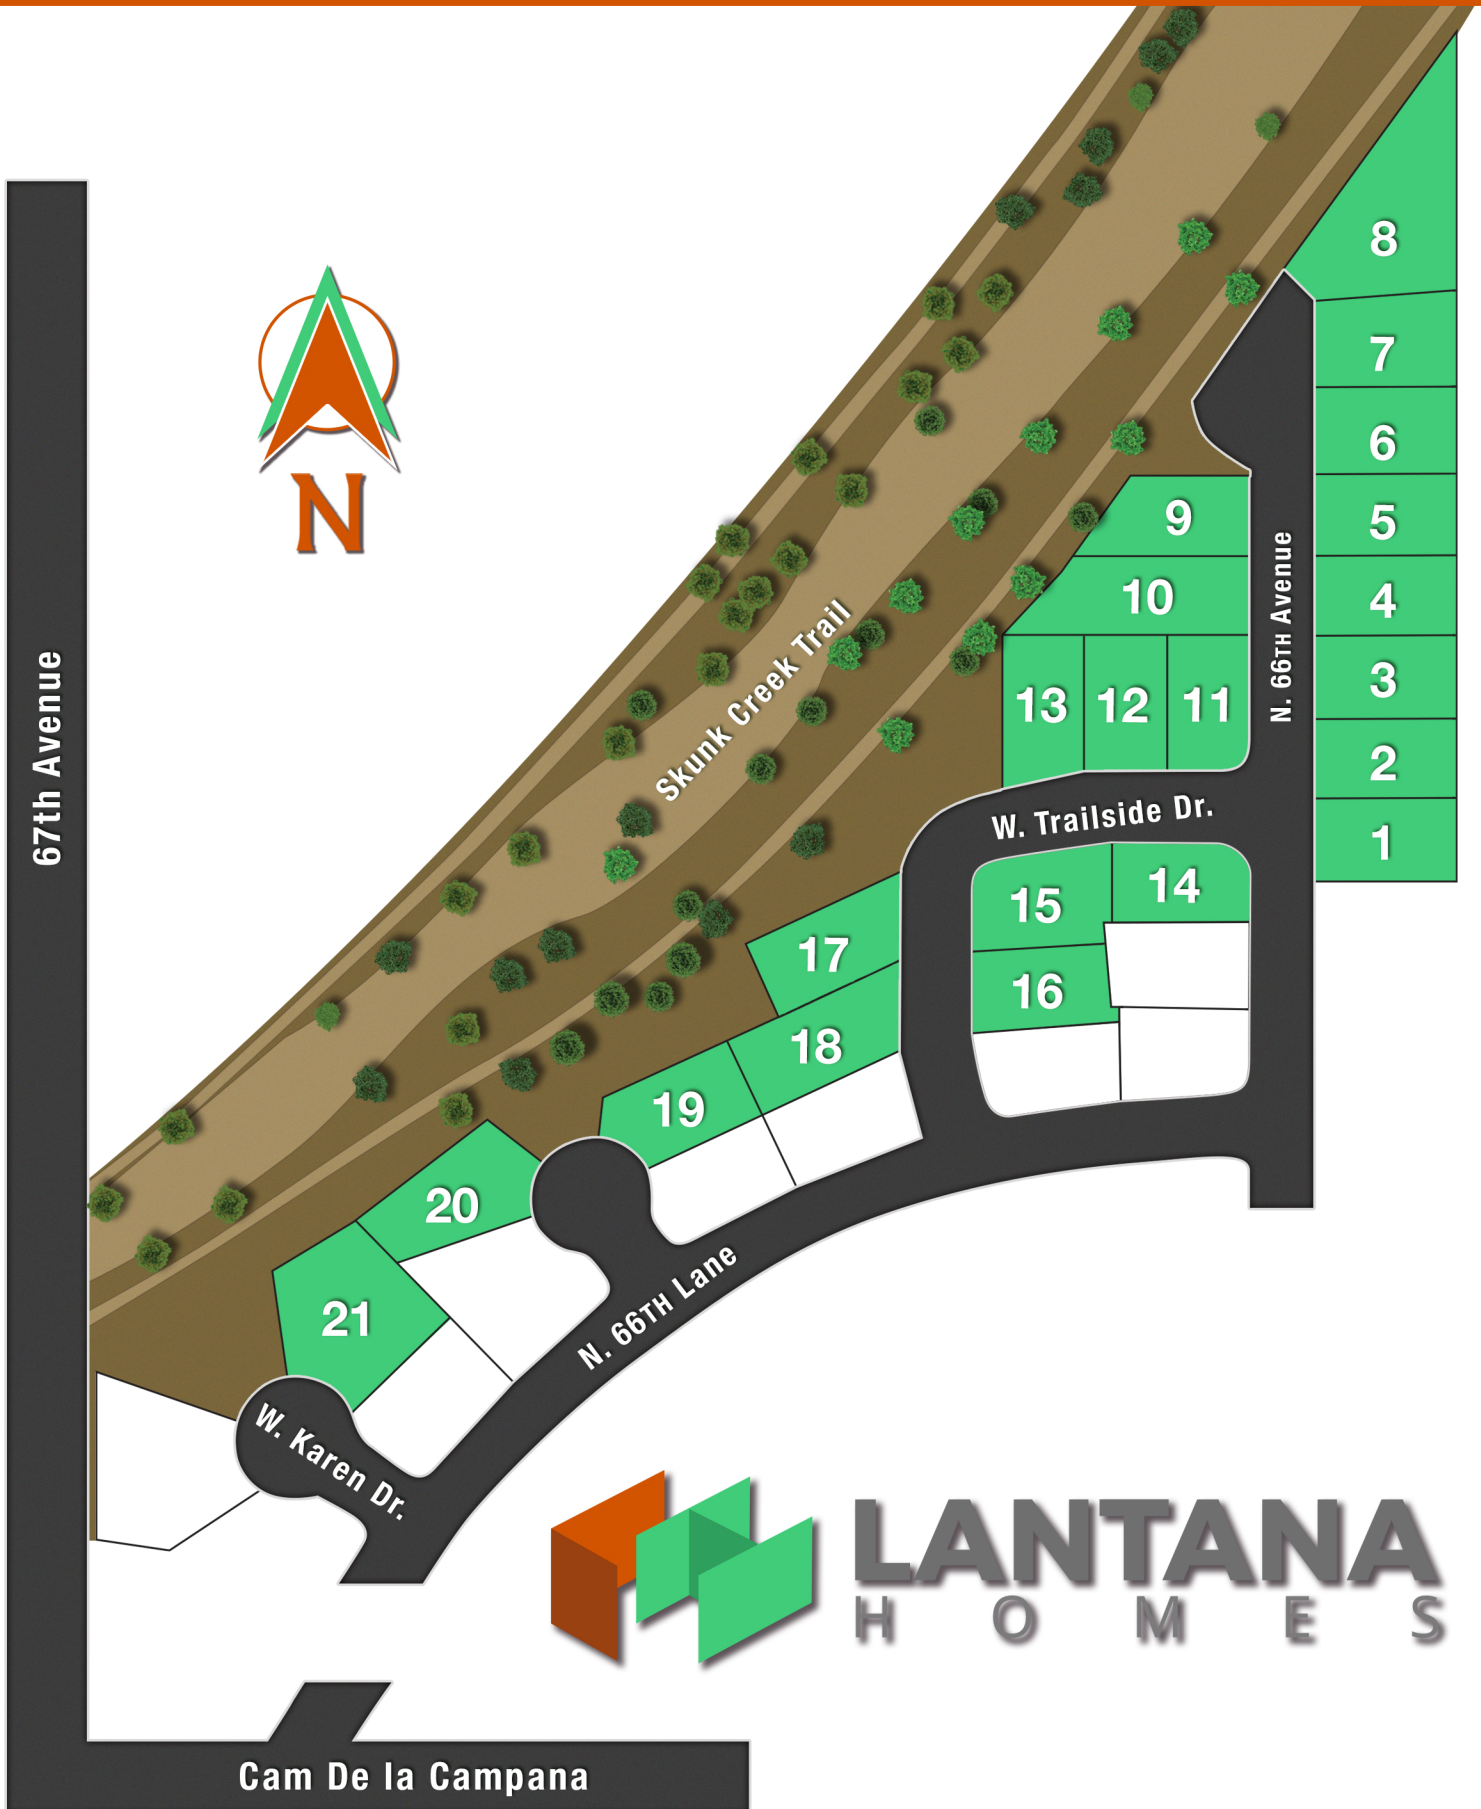 8
7
6
5
4
3
2
1
9
10
13 12 11
N. 66TH Avenue
N
67th Avenue
Skunk Creek Trail
W. Trailside Dr.
15 14
16
17
18
19
20
21
N. 66TH Lane
W. Karen Dr.
LANTANA
HOMES
Cam De la Campana